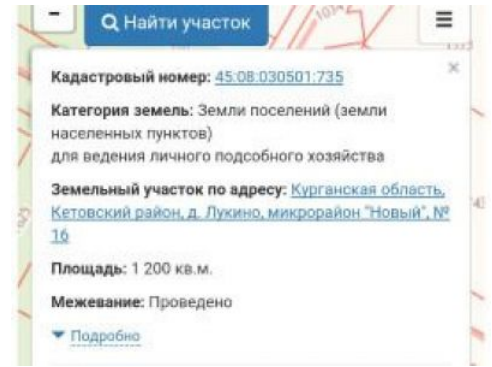 Найти участок
Кадастровый номер: 45:08:030501:735
Категория земель: Земли поселений (земли
населенных пунктов)
для ведения личного подсобного хозяйства
Земельный участок по адресу: Курганская область,
Кетовский район, д. Лукино, микрорайон "Новый", №
16
Площадь: 1 200 кв.м.
Межевание: Проведено
Подробно